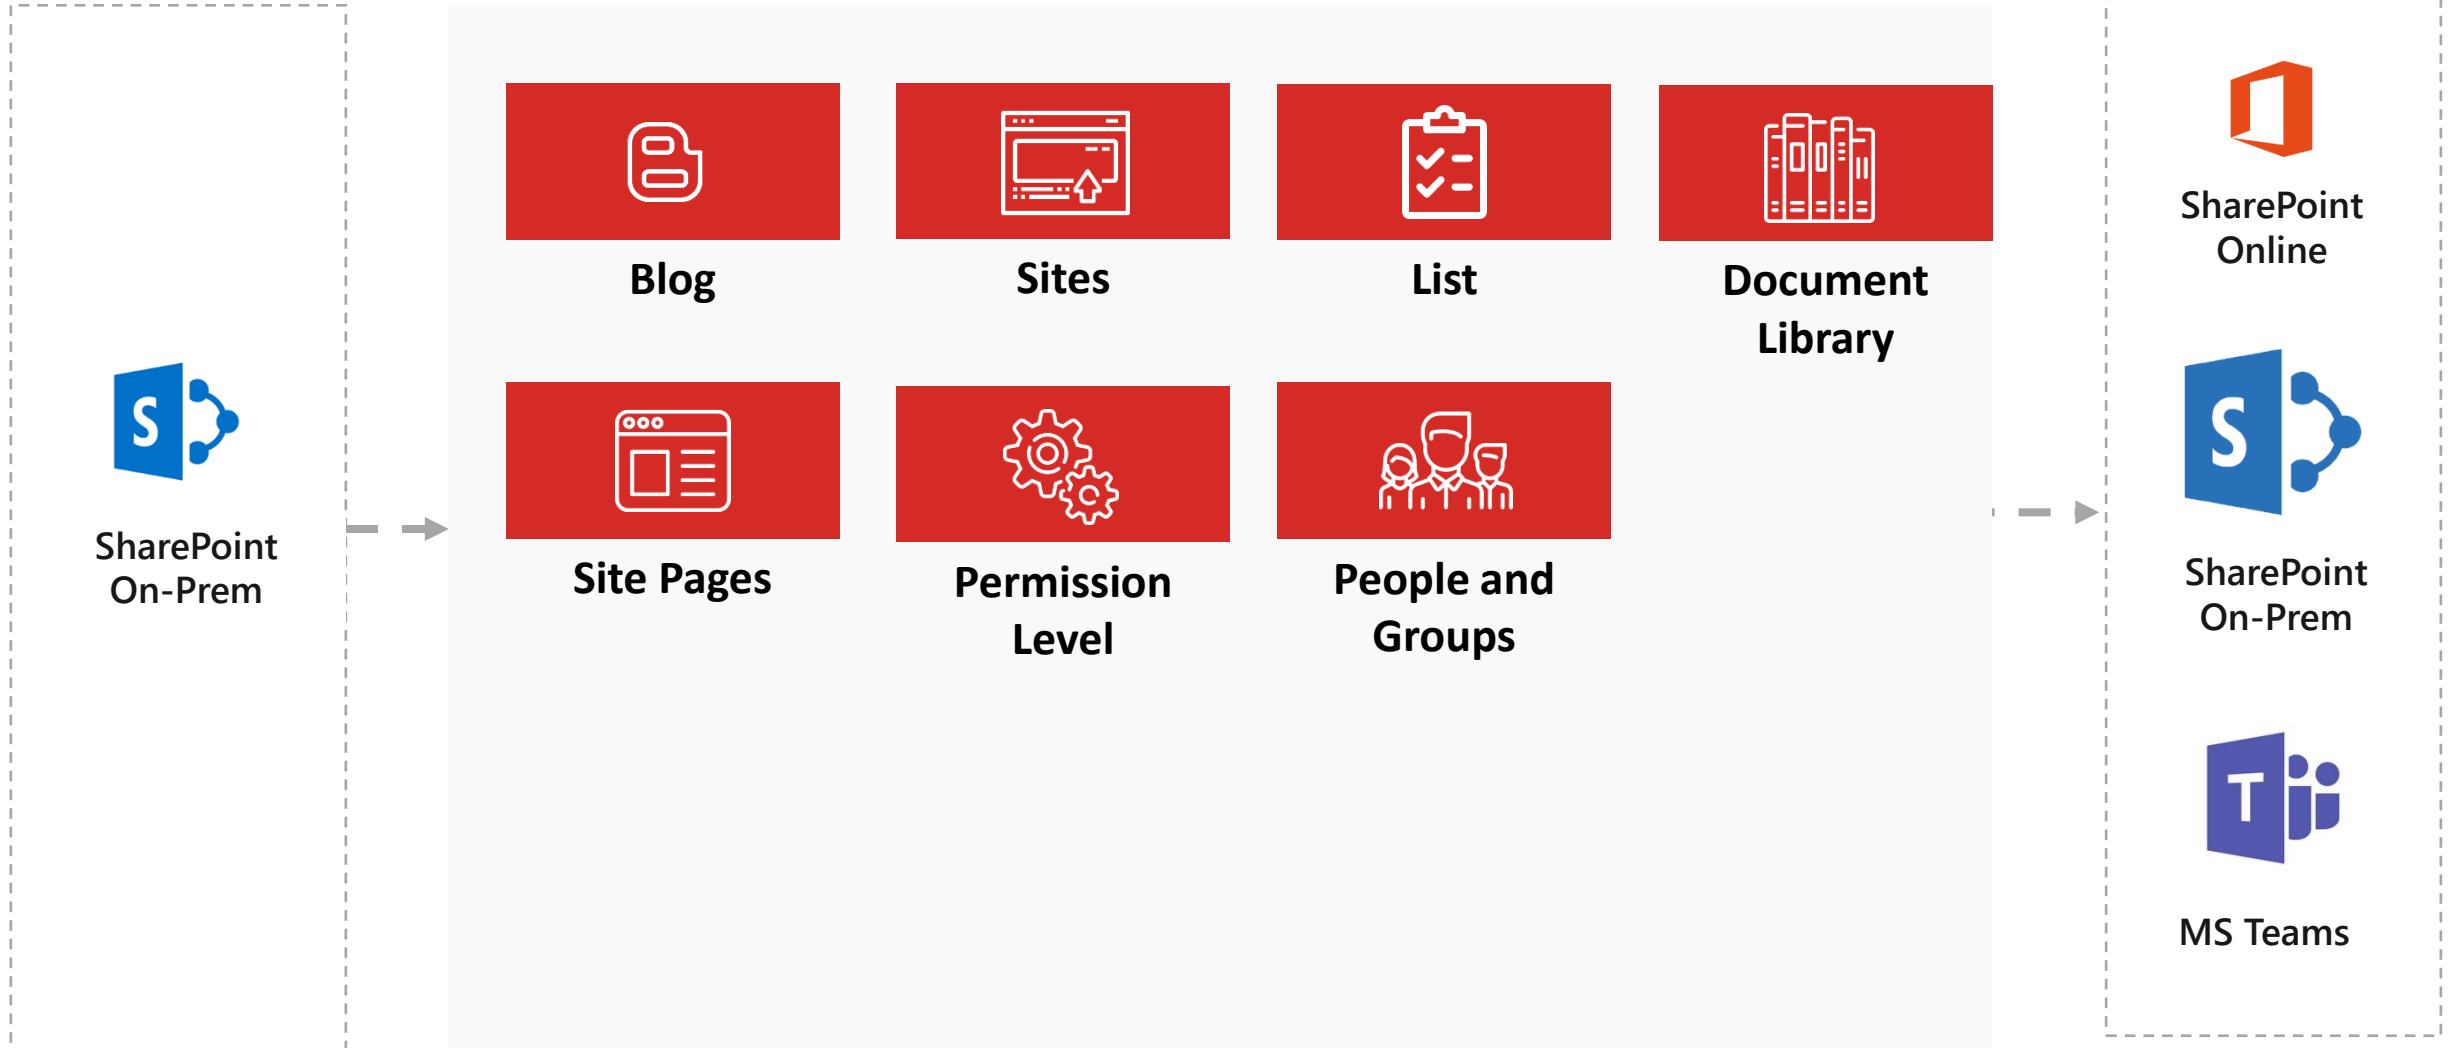 SharePoint
On-Prem
Blog
Sites
List
Document
Library
Site Pages
Permission
Level
People and
Groups
SharePoint
Online
SharePoint
On-Prem
MS Teams